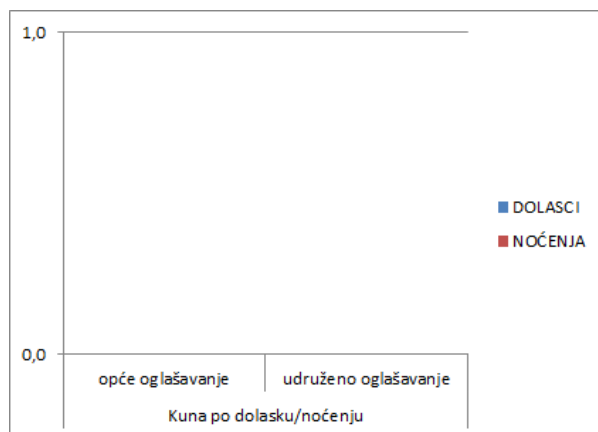 1,0
DOLASCI
NOĆENJA
0,0
opće oglašavanje
udruženo oglašavanje
Kuna po dolasku/noćenju